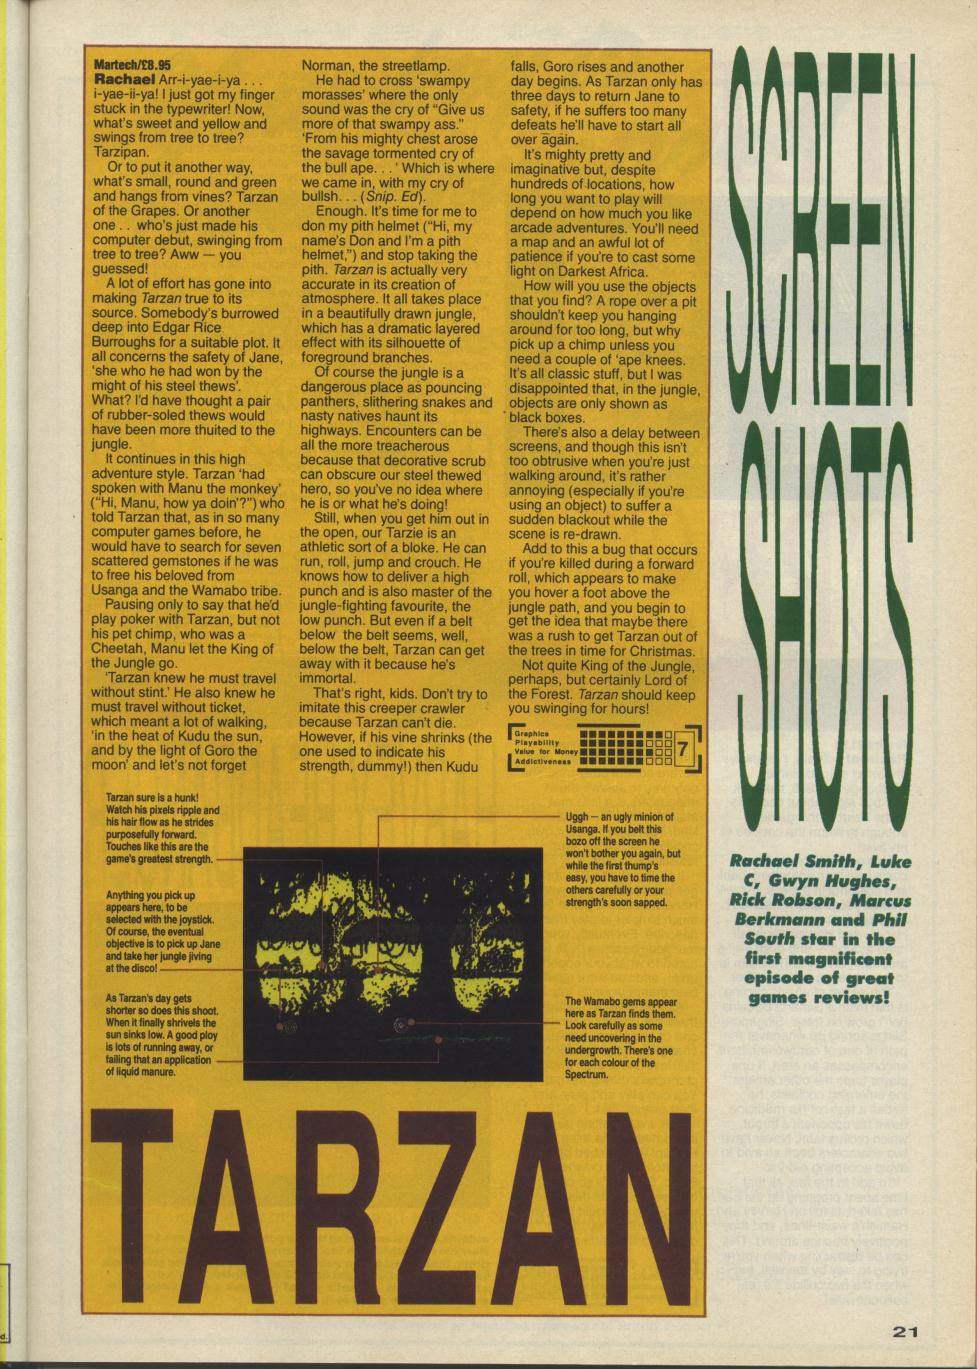 Martech/£8.95
Rachael Arr-i-yae-i-ya . . .
i-yae-ii-ya! I just got my finger
stuck in the typewriter! Now,
what's sweet and yellow and
swings from tree to tree?
Tarzipan.
Or to put it another way,
what's small, round and green
and hangs from vines? Tarzan
of the Grapes. Or another
one . . who's just made his
computer debut, swinging from
tree to tree? Aww — you
guessed!
A lot of effort has gone into
making Tarzan true to its
source. Somebody's burrowed
deep into Edgar Rice
Burroughs for a suitable plot. It
all concerns the safety of Jane,
'she who he had won by the
might of his steel thews'.
What? I'd have thought a pair
of rubber-soled thews would
have been more thuited to the
jungle.
It continues in this high
adventure style. Tarzan 'had
spoken with Manu the monkey'
("Hi, Manu, how ya doin'?") who
told Tarzan that, as in so many
computer games before, he
would have to search for seven
scattered gemstones if he was
to free his beloved from
Usanga and the Wamabo tribe.
Pausing only to say that he'd
play poker with Tarzan, but not
his pet chimp, who was a
Cheetah, Manu let the King of
the Jungle go.
'Tarzan knew he must travel
without stint.' He also knew he
must travel without ticket,
which meant a lot of walking,
'in the heat of Kudu the sun,
and by the light of Goro the
moon' and let's not forget
Norman, the streetlamp.
He had to cross 'swampy
morasses' where the only
sound was the cry of "Give us
more of that swampy ass."
'From his mighty chest arose
the savage tormented cry of
the bull ape. . . ' Which is where
we came in, with my cry of
bullsh. . . (Snip. Ed).
Enough. It's time for me to
don my pith helmet ("Hi, my
name's Don and I'm a pith
helmet,") and stop taking the
pith. Tarzan is actually very
accurate in its creation of
atmosphere. It all takes place
in a beautifully drawn jungle,
which has a dramatic layered
effect with its silhouette of
foreground branches.
Of course the jungle is a
dangerous place as pouncing
panthers, slithering snakes and
nasty natives haunt its
highways. Encounters can be
all the more treacherous
because that decorative scrub
can obscure our steel thewed
hero, so you've no idea where
he is or what he's doing!
Still, when you get him out in
the open, our Tarzie is an
athletic sort of a bloke. He can
run, roll, jump and crouch. He
knows how to deliver a high
punch and is also master of the
jungle-fighting favourite, the
low punch. But even if a belt
below the belt seems, well,
below the belt, Tarzan can get
away with it because he's
immortal.
That's right, kids. Don't try to
imitate this creeper crawler
because Tarzan can't die.
However, if his vine shrinks (the
one used to indicate his
strength, dummy!) then Kudu
falls, Goro rises and another
day begins. As Tarzan only has
three days to return Jane to
safety, if he suffers too many
defeats he'll have to start all
over again.
It's mighty pretty and
imaginative but, despite
hundreds of locations, how
long you want to play will
depend on how much you like
arcade adventures. You'll need
a map and an awful lot of
patience if you're to cast some
light on Darkest Africa.
How will you use the objects
that you find? A rope over a pit
shouldn't keep you hanging
around for too long, but why
pick up a chimp unless you
need a couple of 'ape knees.
It's all classic stuff, but I was
disappointed that, in the jungle,
objects are only shown as
black boxes.
There's also a delay between
screens, and though this isn't
too obtrusive when you're just
walking around, it's rather
annoying (especially if you're
using an object) to suffer a
sudden blackout while the
scene is re-drawn.
Add to this a bug that occurs
if you're killed during a forward
roll, which appears to make
you hover a foot above the
jungle path, and you begin to
get the idea that maybe there
was a rush to get Tarzan out of
the trees in time for Christmas.
Not quite King of the Jungle,
perhaps, but certainly Lord of
the Forest. Tarzan should keep
you swinging for hours!
Graphics
Playability
Value for Money
Addictiveness
7
Tarzan sure is a hunk!
Watch his pixels ripple and
his hair flow as he strides
purposefully forward.
Touches like this are the
game's greatest strength.
Anything you pick up
appears here, to be
selected with the joystick.
Of course, the eventual
objective is to pick up Jane
and take her jungle jiving
at the disco!
As Tarzan's day gets
shorter so does this shoot.
When it finally shrivels the
sun sinks low. A good ploy
is lots of running away, or
failing that an application
of liquid manure.
Uggh — an ugly minion of
Usanga. If you belt this
bozo off the screen he
won't bother you again, but
while the first thump's
easy, you have to time the
others carefully or your
strength's soon sapped.
The Wamabo gems appear
here as Tarzan finds them.
Look carefully as some
need uncovering in the
undergrowth. There's one
for each colour of the
Spectrum.
TARZAN
SCREEN
SHOTS
Rachael Smith, Luke
C, Gwyn Hughes,
Rick Robson, Marcus
Berkmann and Phil
South star in the
first magnificent
episode of great
games reviews!
21